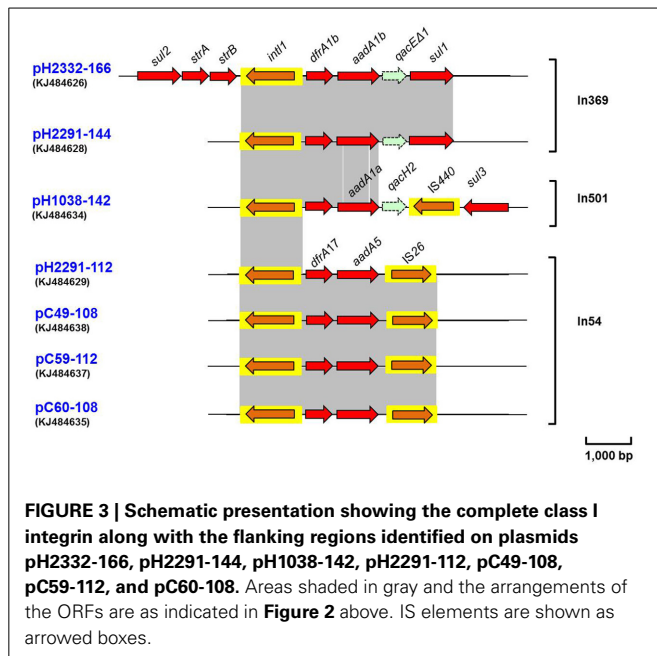 sul2 strA strB intI1 dfrA1b aadA1b qacEΔ1 sul1
pH2332-166
(KJ484626)
In369
pH2291-144
(KJ484628)
aadA1a qacH2 IS440 sul3
pH1038-142
(KJ484634)
In501
dfrA17 aadA5 IS26
pH2291-112
(KJ484629)
pC49-108
(KJ484638)
In54
pC59-112
(KJ484637)
pC60-108
(KJ484635)
1,000 bp
FIGURE 3 | Schematic presentation showing the complete class I
integrin along with the flanking regions identified on plasmids
pH2332-166, pH2291-144, pH1038-142, pH2291-112, pC49-108,
pC59-112, and pC60-108. Areas shaded in gray and the arrangements of
the ORFs are as indicated in Figure 2 above. IS elements are shown as
arrowed boxes.